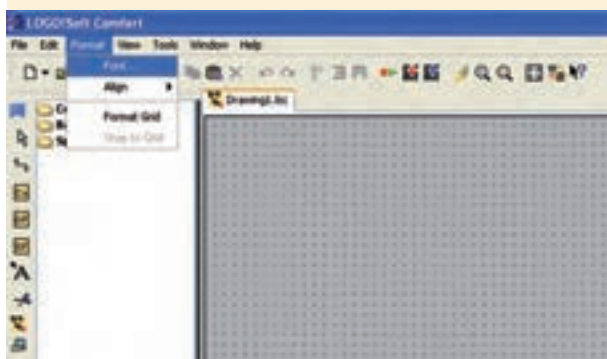 LOGO!Soft Comfort
File Edit Format View Tools Window Help
Font...
Align
Format Grid
Snap to Grid
Drawing1.lsc